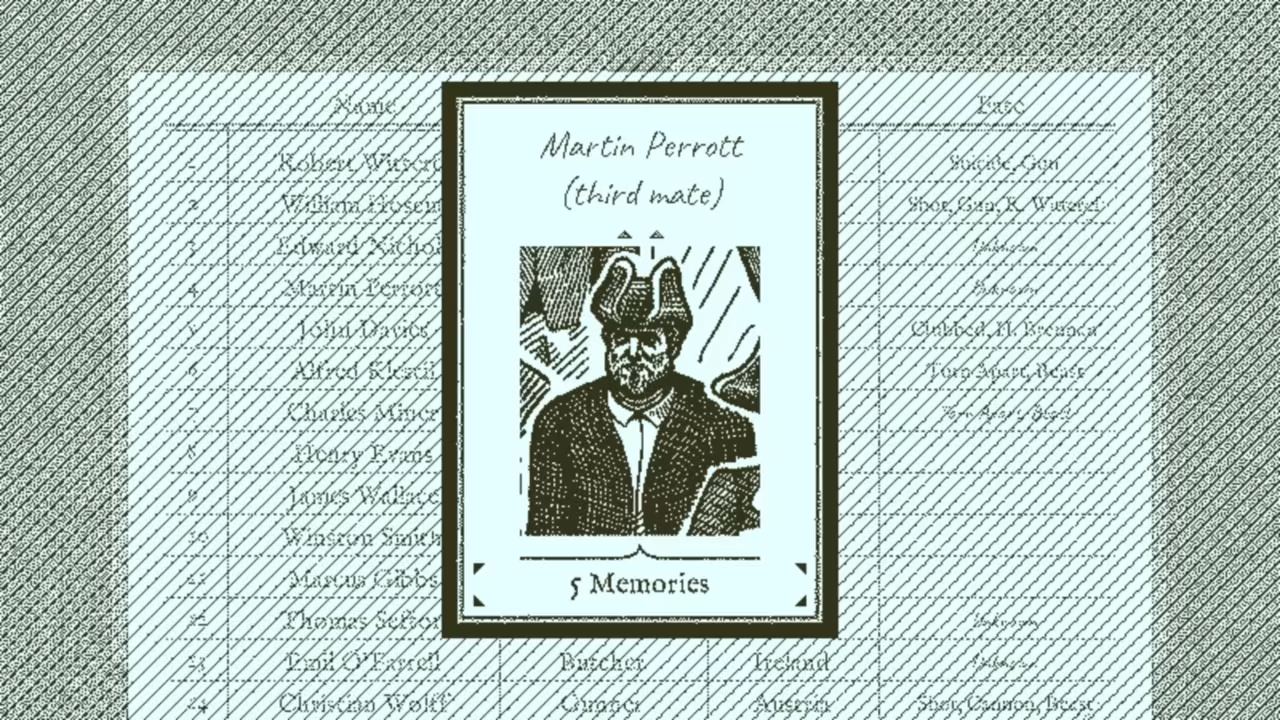 Name
Fate
Martin Perrott
(third mate)
5 Memories
1 Robert Witterel Suicide, Gun
2 William Hoscut Shot, Gun, R. Witterel
3 Edward Nichol Unknown
4 Martin Perrott Unknown
5 John Davies Clubbed, H. Brennan
6 Alfred Klestil Torn Apart, Beast
7 Charles Miner Torn Apart, Beast
8 Henry Evans
9 James Wallace
10 Winston Smith
11 Marcus Gibbs
12 Thomas Sefton Unknown
13 Emil O'Farrell Butcher Ireland Unknown
14 Christian Wolff Gunner Austria Shot, Cannon, Beast